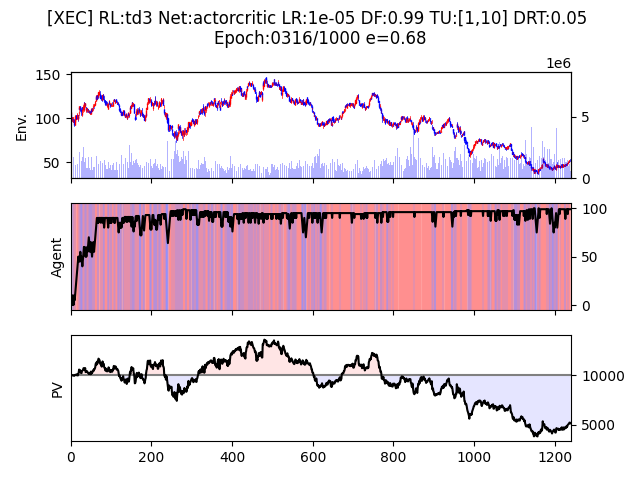 [XEC] RL:td3 Net:actorcritic LR:1e-05 DF:0.99 TU:[1,10] DRT:0.05
Epoch:0316/1000 e=0.68
1e6
150
100
50
Env.
5
0
Agent
100
50
0
PV
10000
5000
0 200 400 600 800 1000 1200